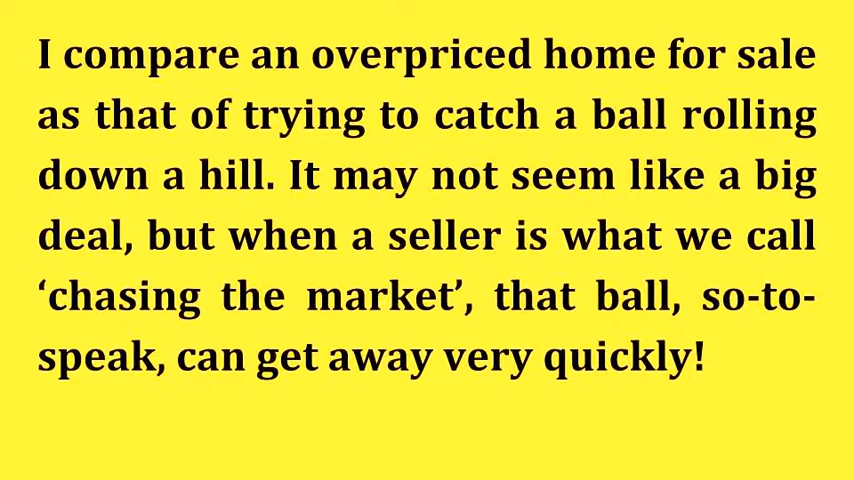 I compare an overpriced home for sale
as that of trying to catch a ball rolling
down a hill. It may not seem like a big
deal, but when a seller is what we call
‘chasing the market’, that ball, so-to-
speak, can get away very quickly!